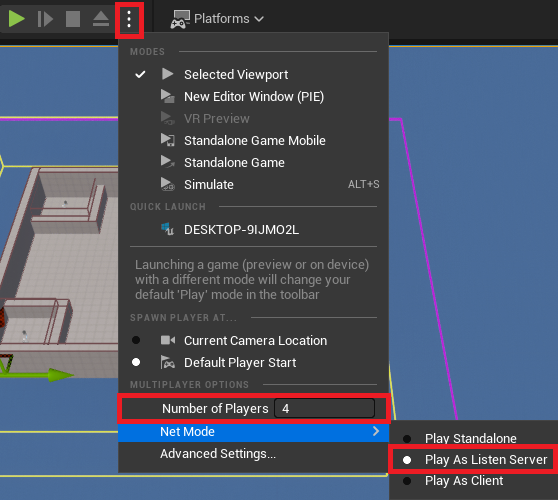 Platforms
MODES
Selected Viewport
New Editor Window (PIE)
VR Preview
Standalone Game Mobile
Standalone Game
Simulate ALT+S
QUICK LAUNCH
DESKTOP-9IJMO2L
Launching a game (preview or on device)
with a different mode will change your
default 'Play' mode in the toolbar
SPAWN PLAYER AT...
Current Camera Location
Default Player Start
MULTIPLAYER OPTIONS
Number of Players 4
Net Mode
Advanced Settings...
Play Standalone
Play As Listen Server
Play As Client